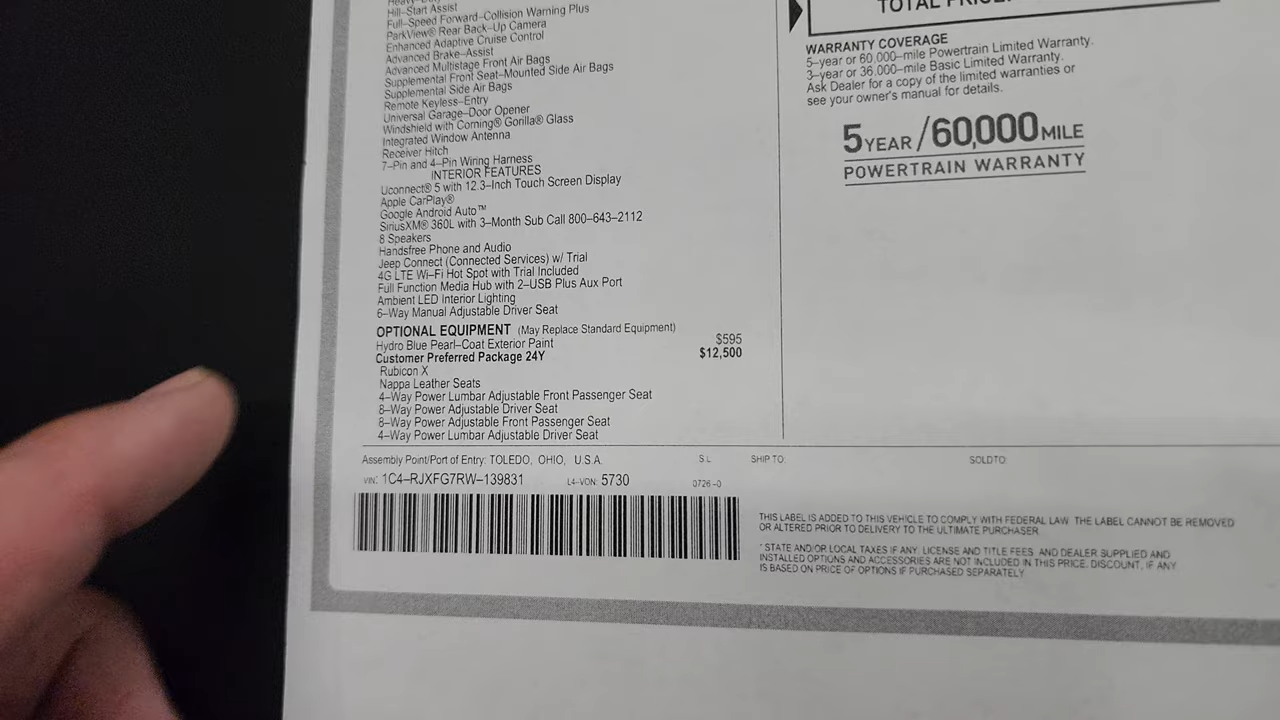 Hill–Start Assist
Full–Speed Forward–Collision Warning Plus
ParkView® Rear Back–Up Camera
Enhanced Adaptive Cruise Control
Advanced Brake–Assist
Advanced Multistage Front Air Bags
Supplemental Front Seat–Mounted Side Air Bags
Supplemental Side Air Bags
Remote Keyless–Entry
Universal Garage–Door Opener
Windshield with Corning® Gorilla® Glass
Integrated Window Antenna
Receiver Hitch
7–Pin and 4–Pin Wiring Harness
INTERIOR FEATURES
Uconnect® 5 with 12.3–Inch Touch Screen Display
Apple CarPlay®
Google Android Auto™
SiriusXM® 360L with 3–Month Sub Call 800–643–2112
8 Speakers
Handsfree Phone and Audio
Jeep Connect (Connected Services) w/ Trial
4G LTE Wi–Fi Hot Spot with Trial Included
Full Function Media Hub with 2–USB Plus Aux Port
Ambient LED Interior Lighting
6–Way Manual Adjustable Driver Seat
OPTIONAL EQUIPMENT (May Replace Standard Equipment)
Hydro Blue Pearl–Coat Exterior Paint $595
Customer Preferred Package 24Y $12,500
Rubicon X
Nappa Leather Seats
4–Way Power Lumbar Adjustable Front Passenger Seat
8–Way Power Adjustable Driver Seat
8–Way Power Adjustable Front Passenger Seat
4–Way Power Lumbar Adjustable Driver Seat
TOTAL PRICE:
WARRANTY COVERAGE
5–year or 60,000–mile Powertrain Limited Warranty.
3–year or 36,000–mile Basic Limited Warranty.
Ask Dealer for a copy of the limited warranties or
see your owner's manual for details.
5 YEAR / 60,000 MILE
POWERTRAIN WARRANTY
Assembly Point/Port of Entry: TOLEDO, OHIO, U.S.A. S L SHIP TO: SOLD TO:
VIN: 1C4–RJXFG7RW–139831 L4–VON: 5730 0726–0
THIS LABEL IS ADDED TO THIS VEHICLE TO COMPLY WITH FEDERAL LAW THE LABEL CANNOT BE REMOVED
OR ALTERED PRIOR TO DELIVERY TO THE ULTIMATE PURCHASER
* STATE AND/OR LOCAL TAXES IF ANY, LICENSE AND TITLE FEES AND DEALER SUPPLIED AND
INSTALLED OPTIONS AND ACCESSORIES ARE NOT INCLUDED IN THIS PRICE. DISCOUNT, IF ANY
IS BASED ON PRICE OF OPTIONS IF PURCHASED SEPARATELY